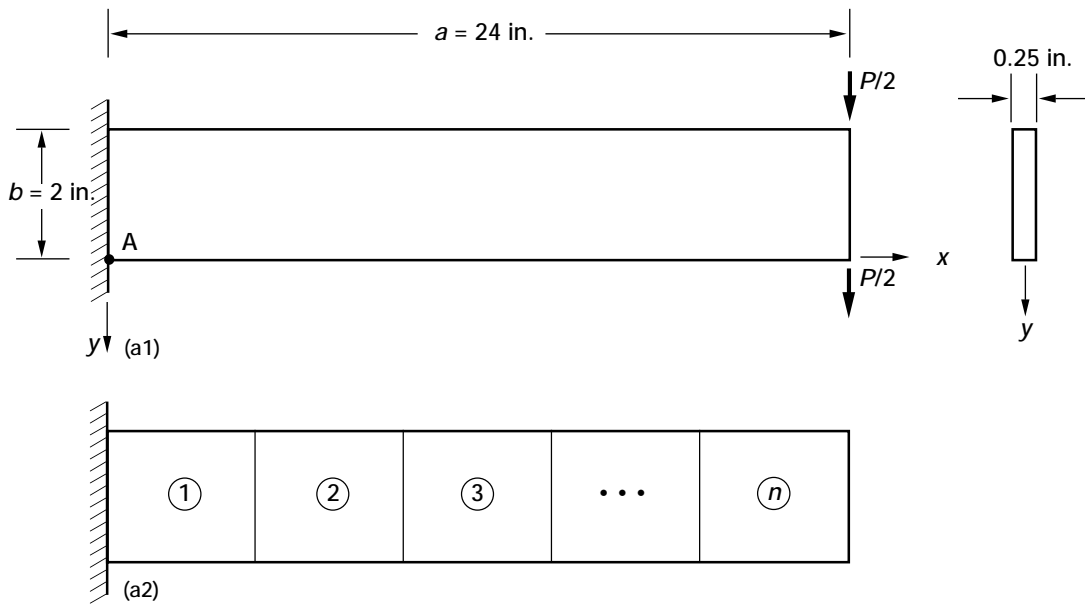 a = 24 in.
0.25 in.
P/2
b = 2 in.
A
x
P/2
y
y (a1)
1 2 3 ··· n
(a2)